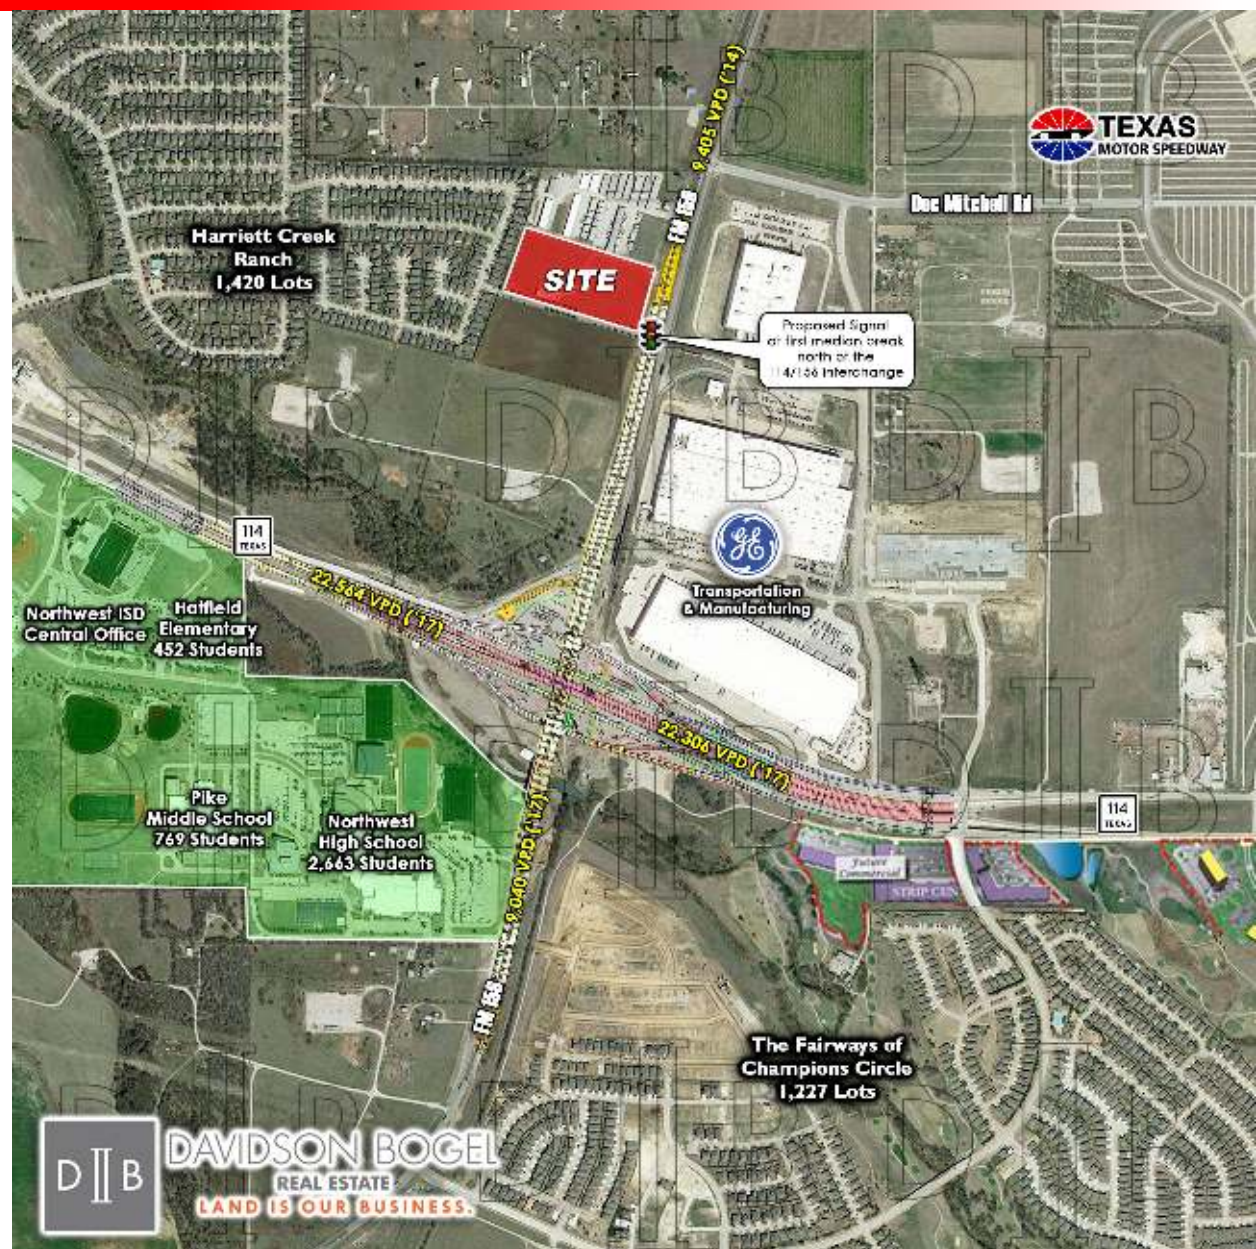 9,405 VPD ('14)
TEXAS
MOTOR SPEEDWAY
Doc Mitchell Rd
FM 156
Harriett Creek
Ranch
1,420 Lots
SITE
Proposed Signal
at first median break
north of the
114/156 interchange
GE
Transportation
& Manufacturing
114
TEXAS
22,564 VPD ('17)
Northwest ISD
Central Office
Hatfield
Elementary
452 Students
22,306 VPD ('17)
114
TEXAS
Pike
Middle School
769 Students
Northwest
High School
2,663 Students
9,040 VPD ('17)
FM 156
Future
Commercial
The Fairways of
Champions Circle
1,227 Lots
D B
DAVIDSON BOGEL
REAL ESTATE
LAND IS OUR BUSINESS.